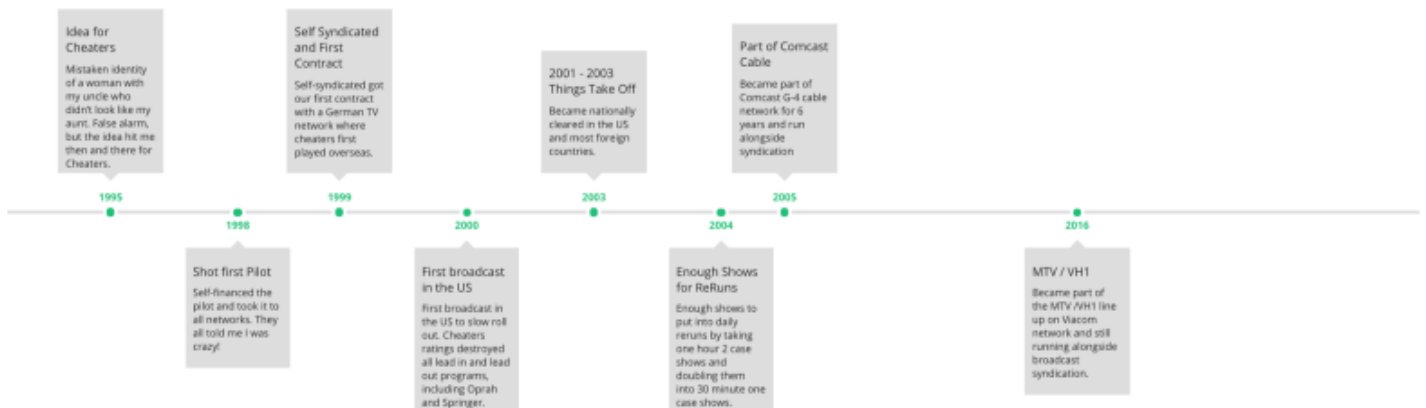 Idea for
Cheaters
Mistaken identity
of a woman with
my uncle who
didn't look like my
aunt. False alarm,
but the idea hit me
then and there for
Cheaters.
1995
1998
Shot first Pilot
Self-financed the
pilot and took it to
all networks. They
all told me I was
crazy!
Self Syndicated
and First
Contract
Self-syndicated got
our first contract
with a German TV
network where
cheaters first
played overseas.
1999
2000
First broadcast
in the US
First broadcast in
the US to slow roll
out. Cheaters
ratings destroyed
all lead in and lead
out programs,
including Oprah
and Springer.
2001 - 2003
Things Take Off
Became nationally
cleared in the US
and most foreign
countries.
2003
2004
Enough Shows
for ReRuns
Enough shows to
put into daily
reruns by taking
one hour 2 case
shows and
doubling them
into 30 minute one
case shows.
Part of Comcast
Cable
Became part of
Comcast G-4 cable
network for 6
years and run
alongside
syndication
2005
2016
MTV / VH1
Became part of
the MTV /VH1 line
up on Viacom
network and still
running alongside
broadcast
syndication.